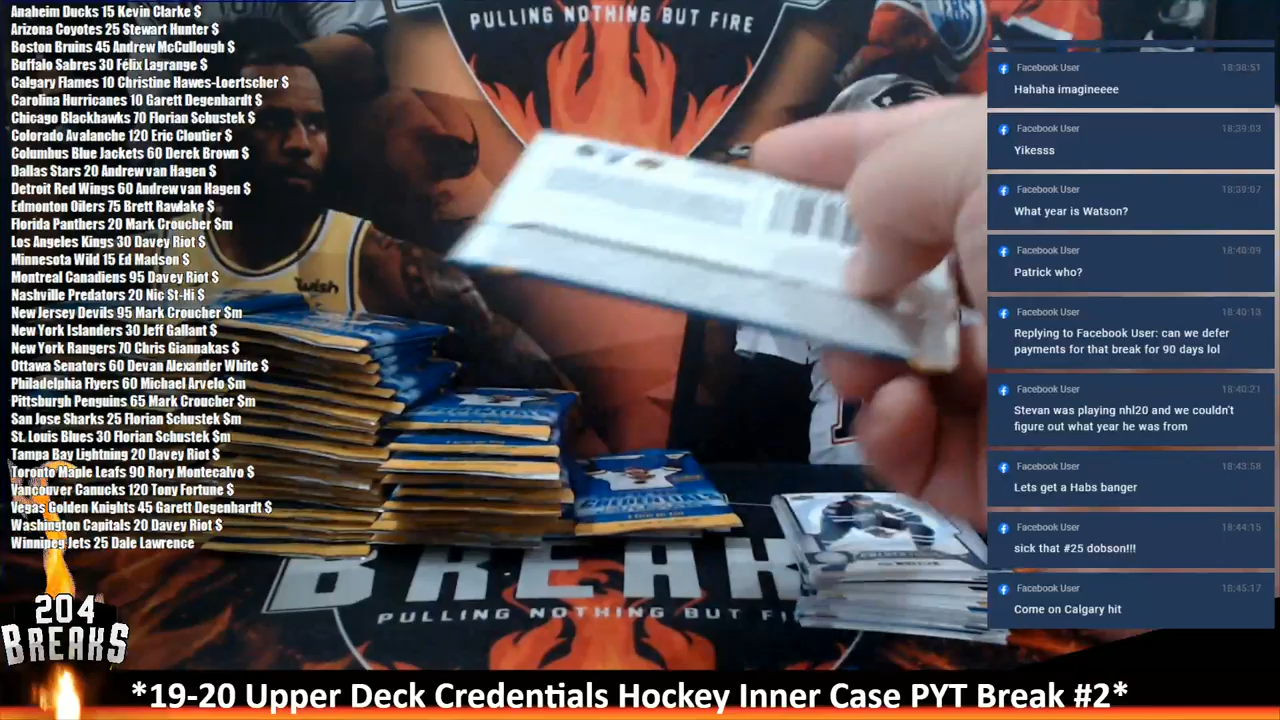 Anaheim Ducks 15 Kevin Clarke $
Arizona Coyotes 25 Stewart Hunter $
Boston Bruins 45 Andrew McCullough $
Buffalo Sabres 30 Félix Lagrange $
Calgary Flames 10 Christine Hawes-Loertscher $
Carolina Hurricanes 10 Garett Degenhardt $
Chicago Blackhawks 70 Florian Schustek $
Colorado Avalanche 120 Eric Cloutier $
Columbus Blue Jackets 60 Derek Brown $
Dallas Stars 20 Andrew van Hagen $
Detroit Red Wings 60 Andrew van Hagen $
Edmonton Oilers 75 Brett Rawlake $
Florida Panthers 20 Mark Croucher $m
Los Angeles Kings 30 Davey Riot $
Minnesota Wild 15 Ed Madson $
Montreal Canadiens 95 Davey Riot $
Nashville Predators 20 Nic St-Hi $
New Jersey Devils 95 Mark Croucher $m
New York Islanders 30 Jeff Gallant $
New York Rangers 70 Chris Giannakas $
Ottawa Senators 60 Devan Alexander White $
Philadelphia Flyers 60 Michael Arvelo $m
Pittsburgh Penguins 65 Mark Croucher $m
San Jose Sharks 25 Florian Schustek $m
St. Louis Blues 30 Florian Schustek $m
Tampa Bay Lightning 20 Davey Riot $
Toronto Maple Leafs 90 Rory Montecalvo $
Vancouver Canucks 120 Tony Fortune $
Vegas Golden Knights 45 Garett Degenhardt $
Washington Capitals 20 Davey Riot $
Winnipeg Jets 25 Dale Lawrence
204
BREAKS
PULLING NOTHING BUT FIRE
wish
BREAK
PULLING NOTHING BUT FI
Facebook User 18:38:51
Hahaha imagineeee
Facebook User 18:39:03
Yikesss
Facebook User 18:39:07
What year is Watson?
Facebook User 18:40:09
Patrick who?
Facebook User 18:40:13
Replying to Facebook User: can we defer
payments for that break for 90 days lol
Facebook User 18:40:21
Stevan was playing nhl20 and we couldn't
figure out what year he was from
Facebook User 18:43:58
Lets get a Habs banger
Facebook User 18:44:15
sick that #25 dobson!!!
Facebook User 18:45:17
Come on Calgary hit
*19-20 Upper Deck Credentials Hockey Inner Case PYT Break #2*